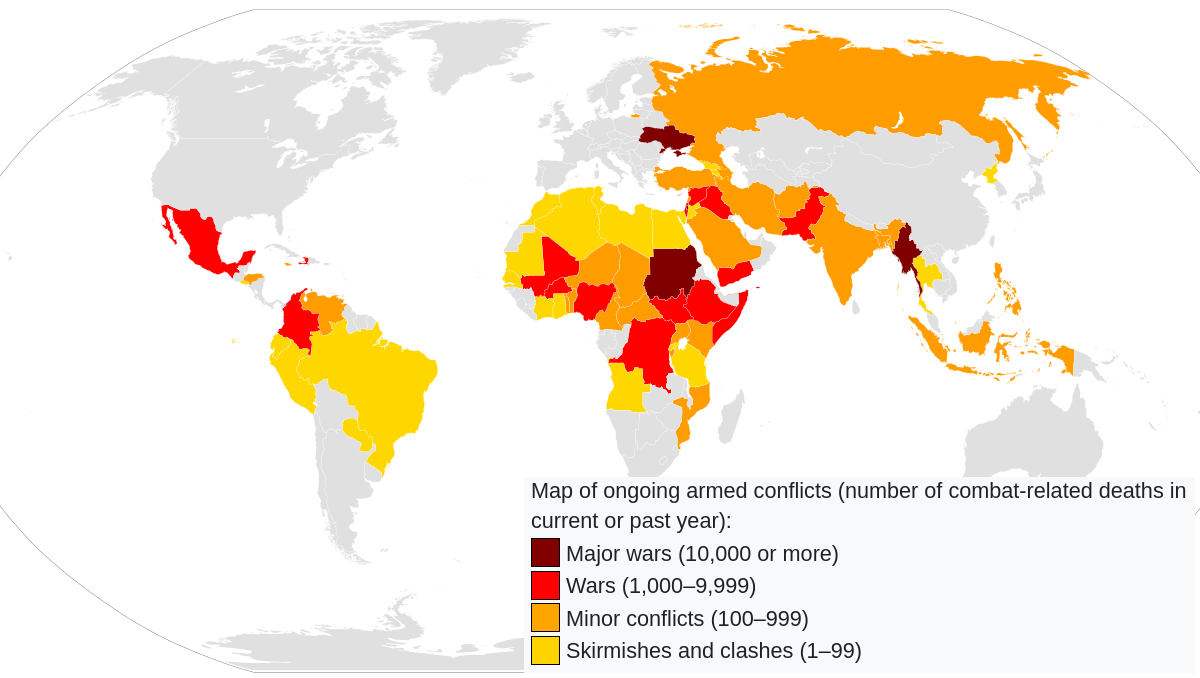 Map of ongoing armed conflicts (number of combat-related deaths in
current or past year):
Major wars (10,000 or more)
Wars (1,000–9,999)
Minor conflicts (100–999)
Skirmishes and clashes (1–99)